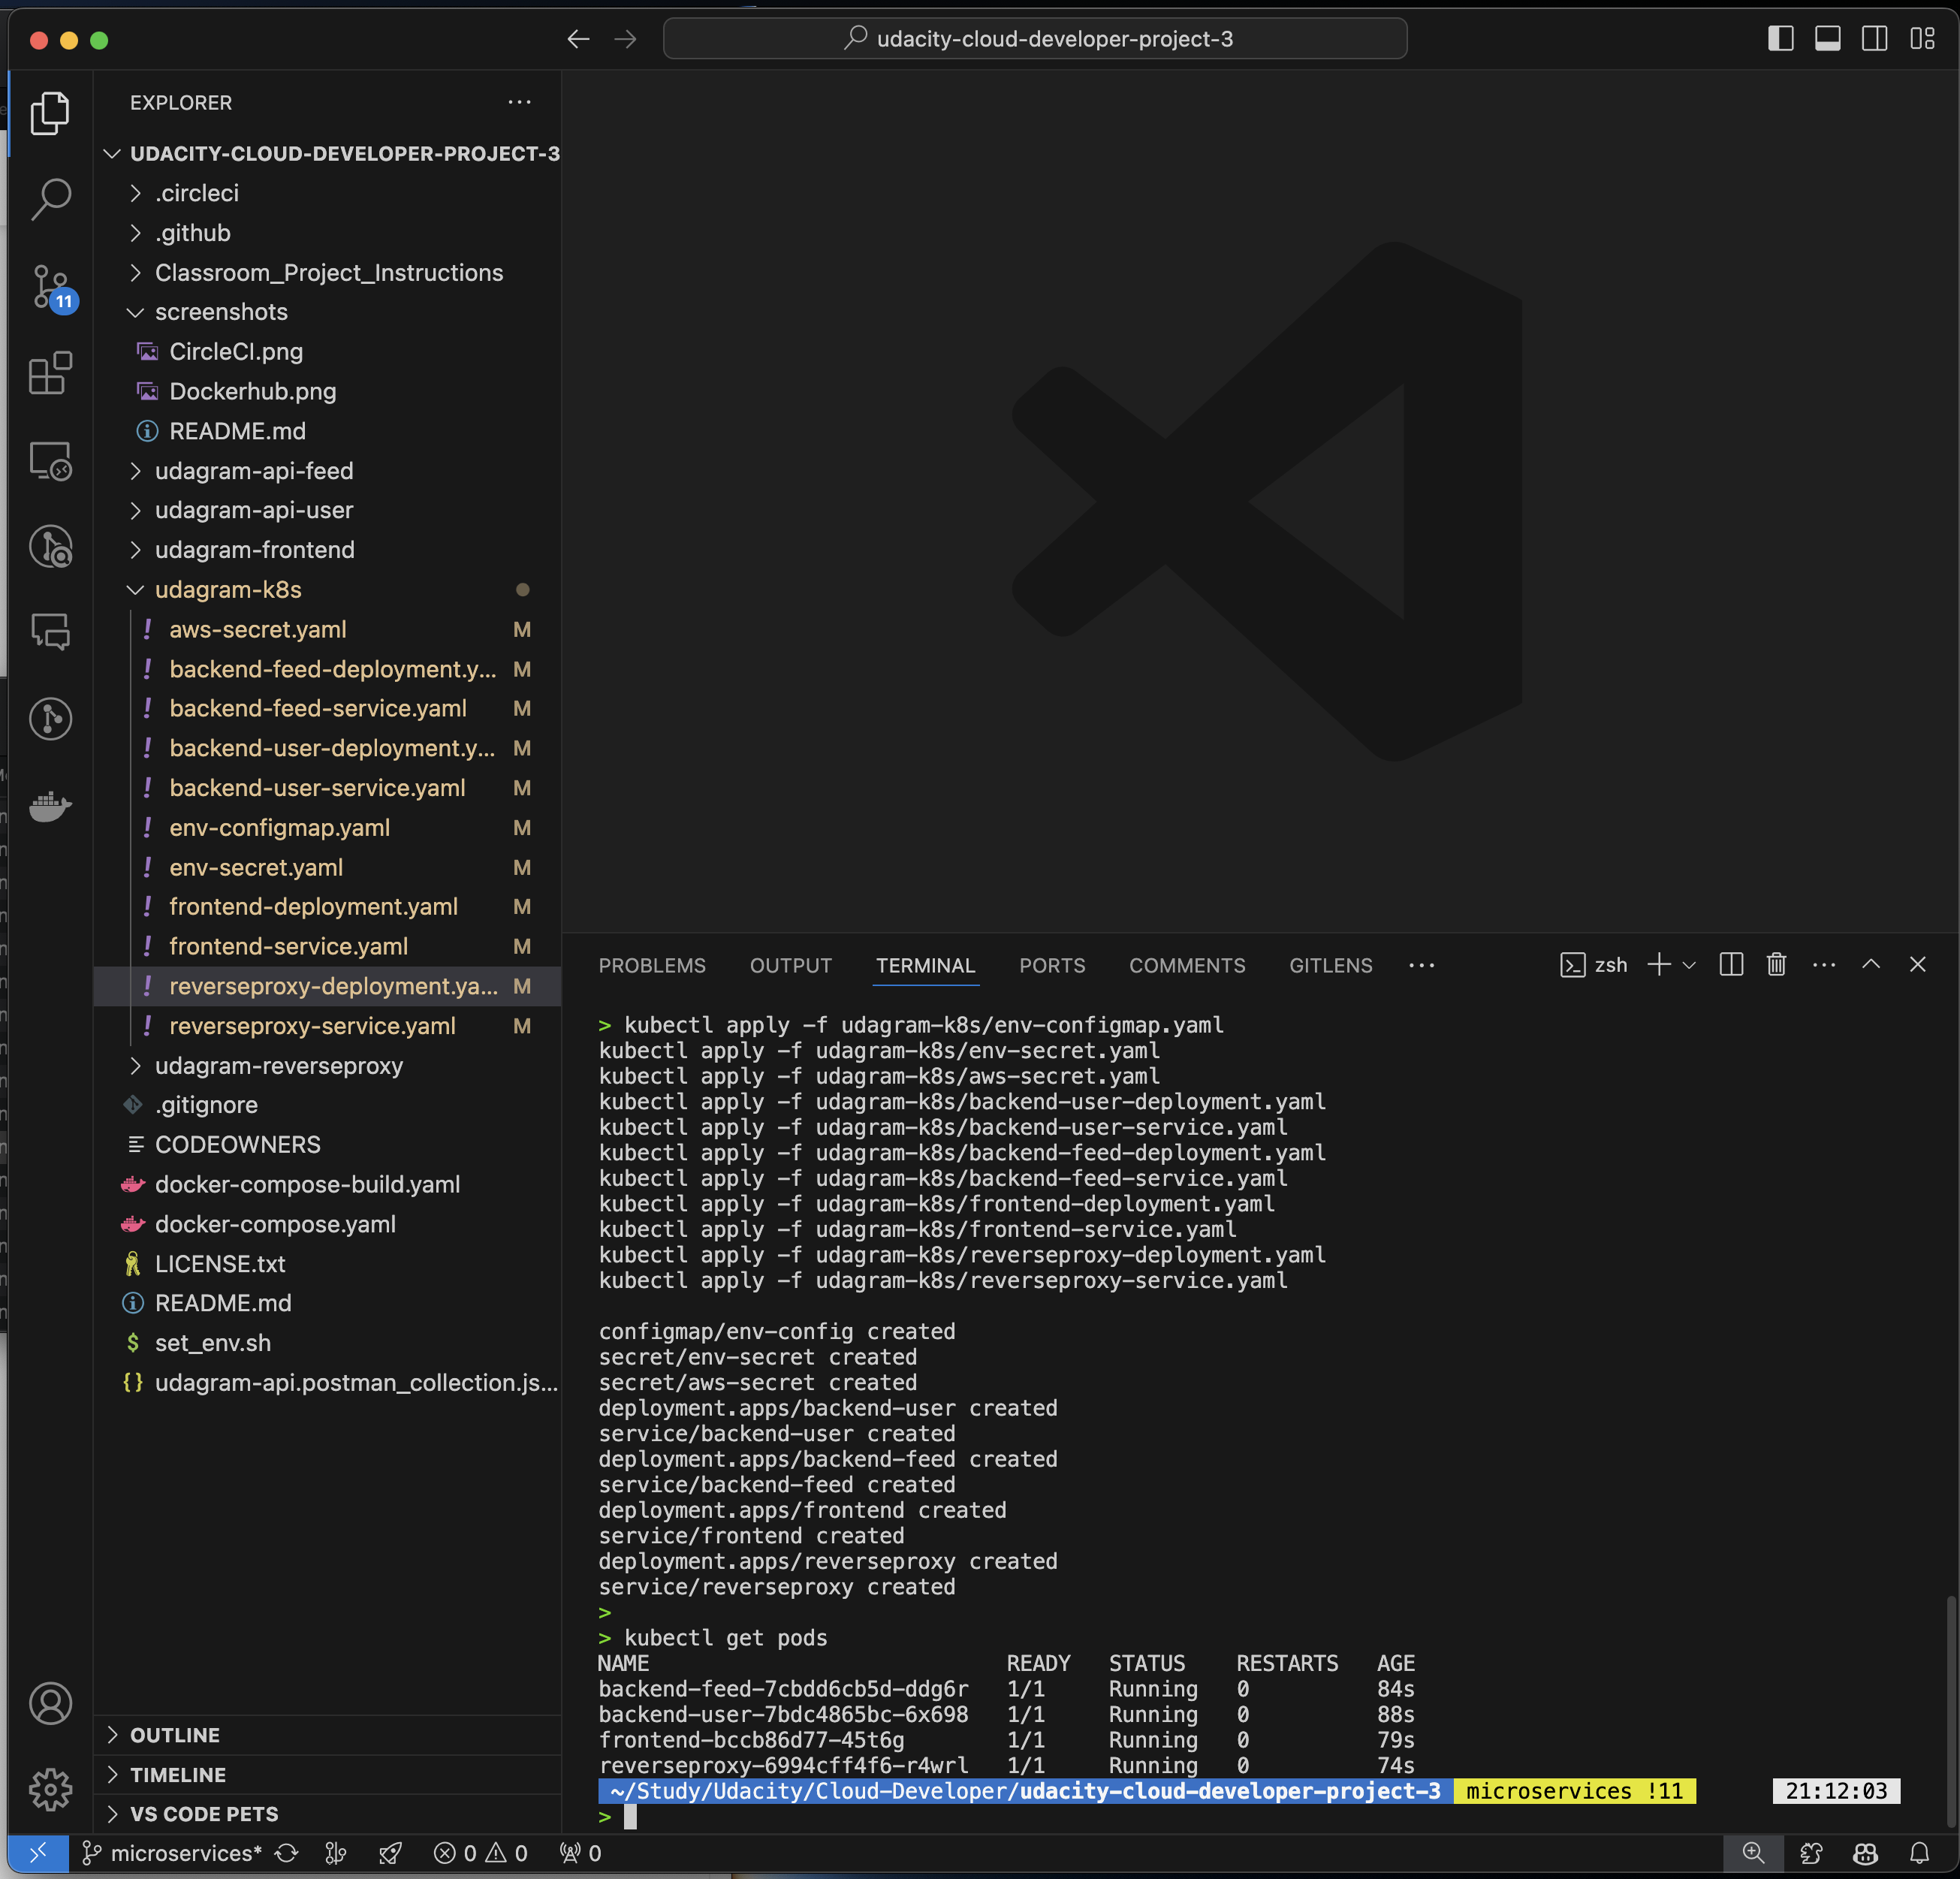 udacity-cloud-developer-project-3
EXPLORER
UDACITY-CLOUD-DEVELOPER-PROJECT-3
.circleci
.github
Classroom_Project_Instructions
11
screenshots
CircleCI.png
Dockerhub.png
README.md
udagram-api-feed
udagram-api-user
udagram-frontend
udagram-k8s
! aws-secret.yaml M
! backend-feed-deployment.y... M
! backend-feed-service.yaml M
! backend-user-deployment.y... M
! backend-user-service.yaml M
! env-configmap.yaml M
! env-secret.yaml M
! frontend-deployment.yaml M
! frontend-service.yaml M
! reverseproxy-deployment.ya... M
! reverseproxy-service.yaml M
udagram-reverseproxy
.gitignore
CODEOWNERS
docker-compose-build.yaml
docker-compose.yaml
LICENSE.txt
README.md
$ set_env.sh
{} udagram-api.postman_collection.js...
OUTLINE
TIMELINE
VS CODE PETS
PROBLEMS OUTPUT TERMINAL PORTS COMMENTS GITLENS ... zsh
> kubectl apply -f udagram-k8s/env-configmap.yaml
kubectl apply -f udagram-k8s/env-secret.yaml
kubectl apply -f udagram-k8s/aws-secret.yaml
kubectl apply -f udagram-k8s/backend-user-deployment.yaml
kubectl apply -f udagram-k8s/backend-user-service.yaml
kubectl apply -f udagram-k8s/backend-feed-deployment.yaml
kubectl apply -f udagram-k8s/backend-feed-service.yaml
kubectl apply -f udagram-k8s/frontend-deployment.yaml
kubectl apply -f udagram-k8s/frontend-service.yaml
kubectl apply -f udagram-k8s/reverseproxy-deployment.yaml
kubectl apply -f udagram-k8s/reverseproxy-service.yaml
configmap/env-config created
secret/env-secret created
secret/aws-secret created
deployment.apps/backend-user created
service/backend-user created
deployment.apps/backend-feed created
service/backend-feed created
deployment.apps/frontend created
service/frontend created
deployment.apps/reverseproxy created
service/reverseproxy created
>
> kubectl get pods
NAME READY STATUS RESTARTS AGE
backend-feed-7cbdd6cb5d-ddg6r 1/1 Running 0 84s
backend-user-7bdc4865bc-6x698 1/1 Running 0 88s
frontend-bccb86d77-45t6g 1/1 Running 0 79s
reverseproxy-6994cff4f6-r4wrl 1/1 Running 0 74s
~/Study/Udacity/Cloud-Developer/udacity-cloud-developer-project-3 microservices !11 21:12:03
>
microservices* 0 0 0